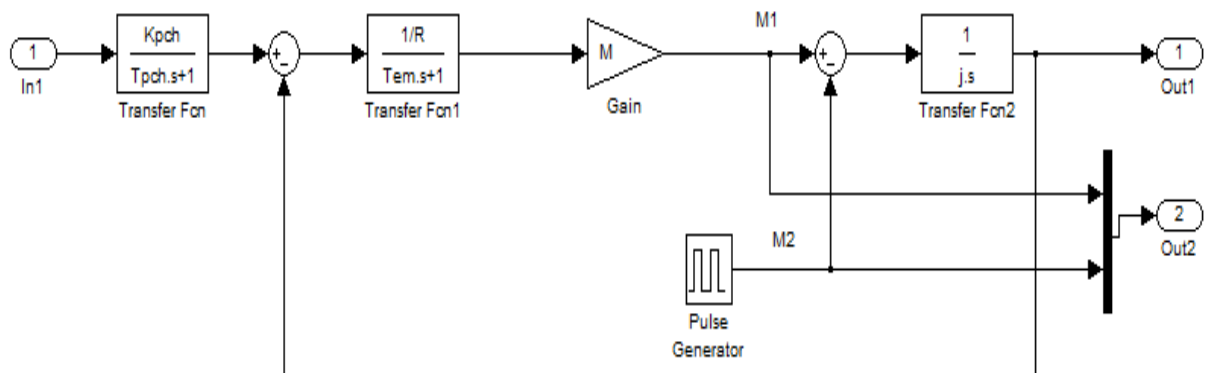 1
In1
Kpch
Tpch.s+1
Transfer Fcn
+
−
1/R
Tem.s+1
Transfer Fcn1
M
Gain
M1
+
−
1
j.s
Transfer Fcn2
1
Out1
M2
Pulse
Generator
2
Out2